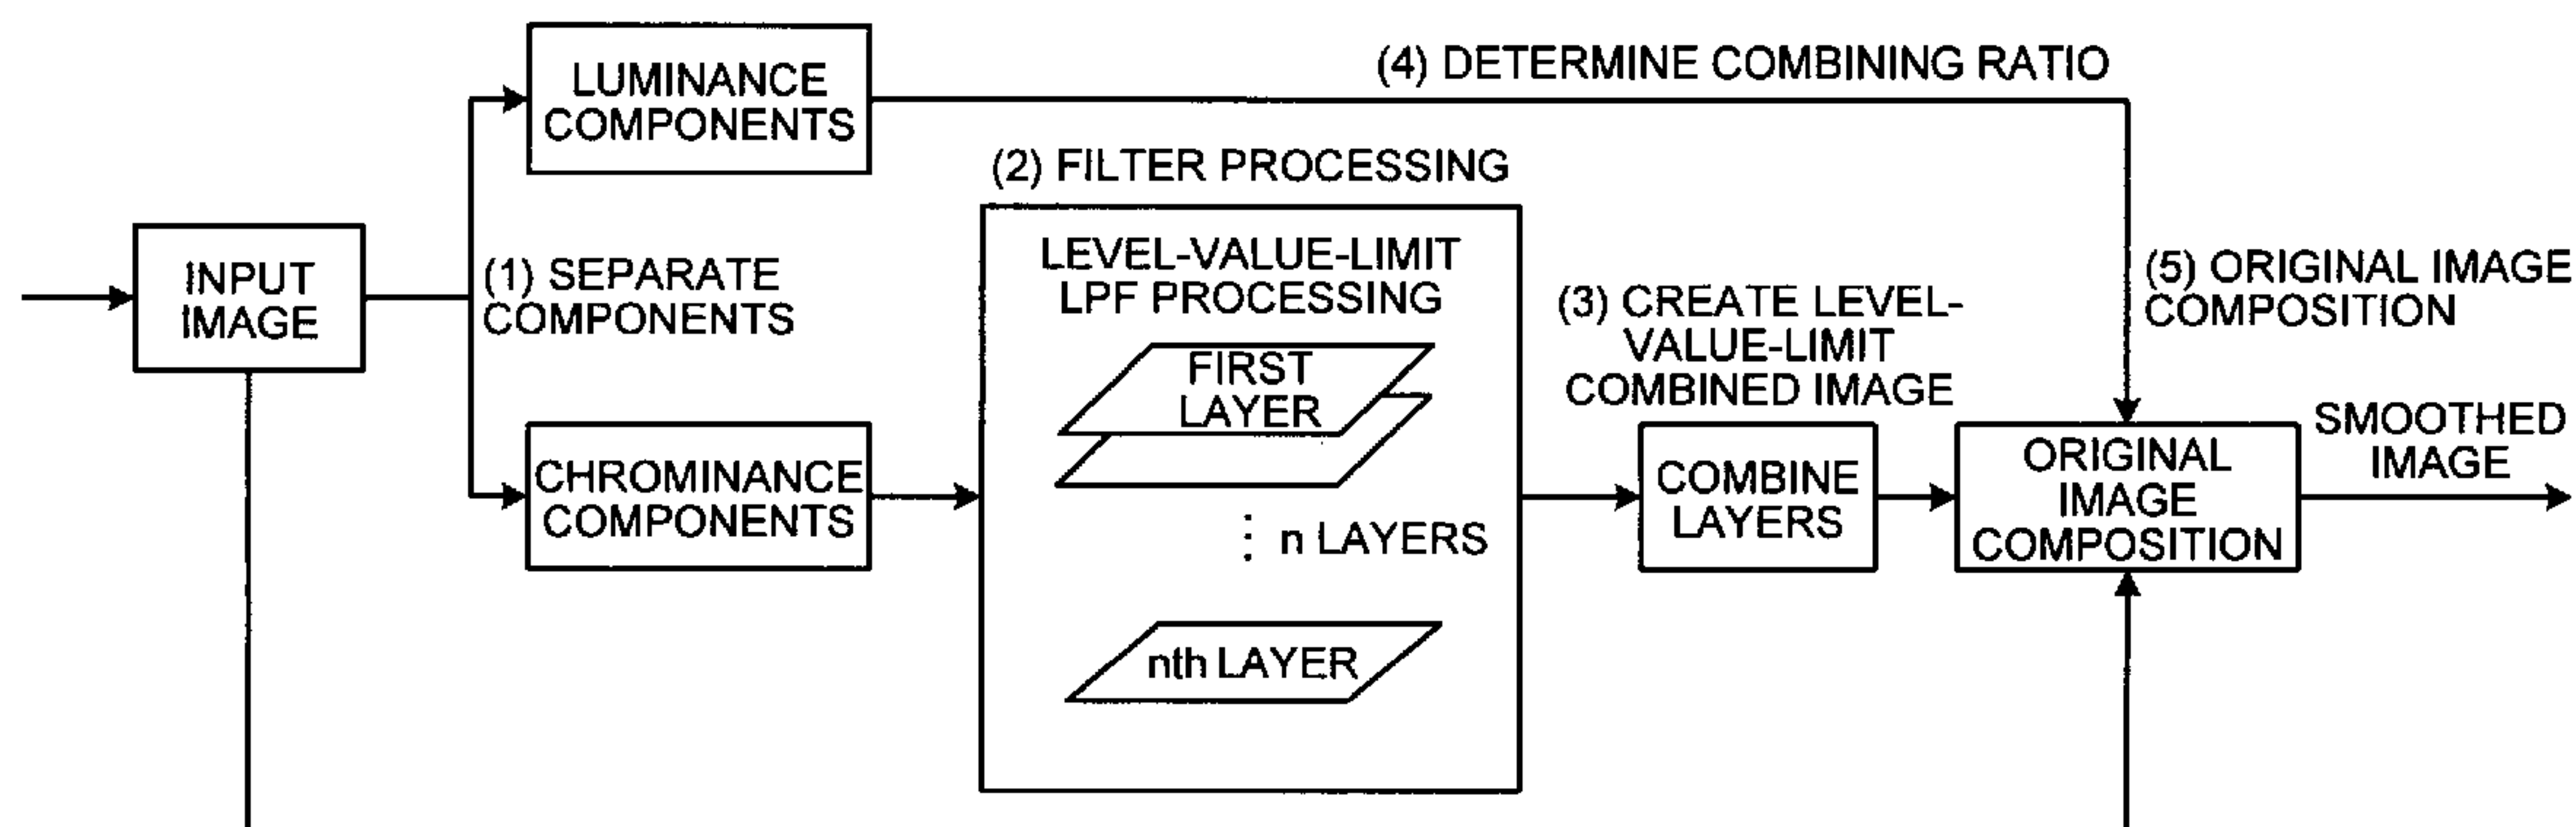 LUMINANCE
COMPONENTS
(4) DETERMINE COMBINING RATIO
(2) FILTER PROCESSING
INPUT
IMAGE
(1) SEPARATE
COMPONENTS
LEVEL-VALUE-LIMIT
LPF PROCESSING
FIRST
LAYER
⋮ n LAYERS
nth LAYER
CHROMINANCE
COMPONENTS
(3) CREATE LEVEL-
VALUE-LIMIT
COMBINED IMAGE
COMBINE
LAYERS
(5) ORIGINAL IMAGE
COMPOSITION
ORIGINAL
IMAGE
COMPOSITION
SMOOTHED
IMAGE